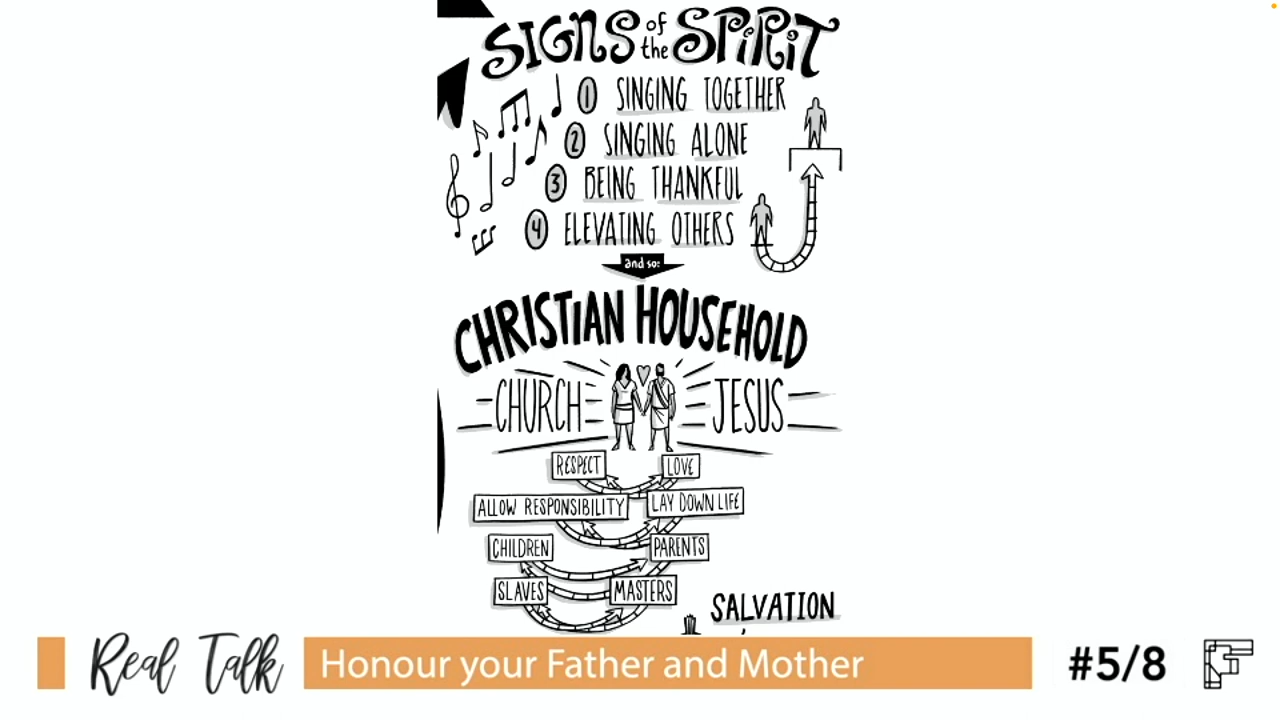 SIGNS of the SPIRIT
1 SINGING TOGETHER
2 SINGING ALONE
3 BEING THANKFUL
4 ELEVATING OTHERS
and so:
CHRISTIAN HOUSEHOLD
CHURCH JESUS
RESPECT LOVE
ALLOW RESPONSIBILITY LAY DOWN LIFE
CHILDREN PARENTS
SLAVES MASTERS
SALVATION
Real Talk Honour your Father and Mother #5/8